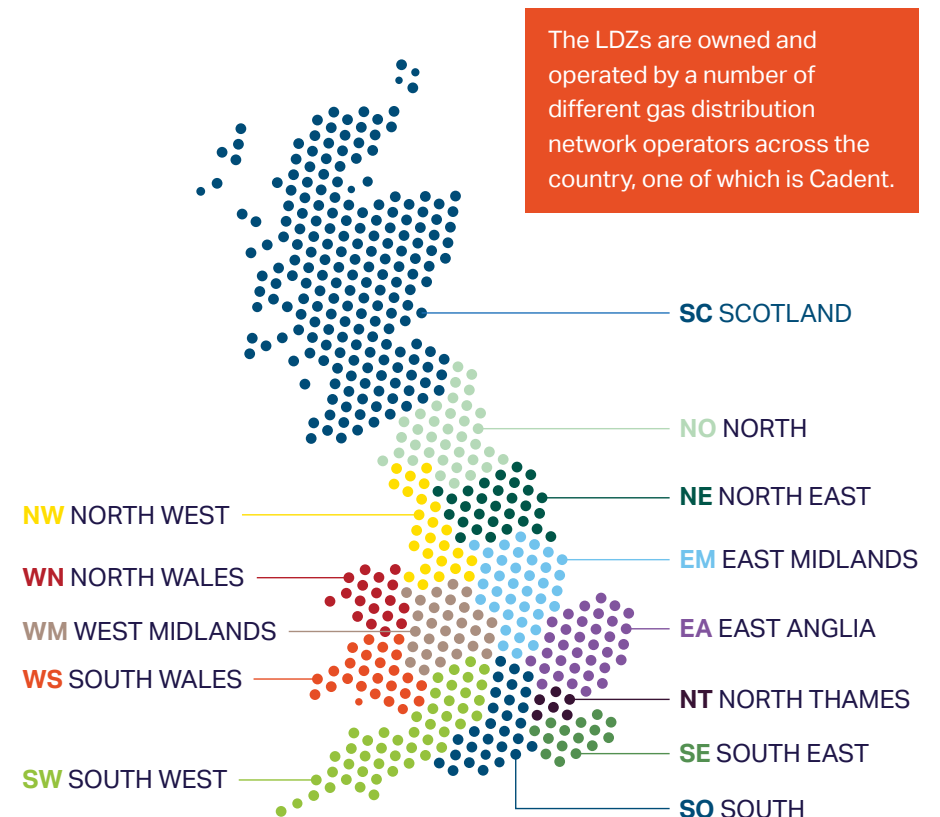 The LDZs are owned and
operated by a number of
different gas distribution
network operators across the
country, one of which is Cadent.
SC SCOTLAND
NO NORTH
NE NORTH EAST
NW NORTH WEST
EM EAST MIDLANDS
WN NORTH WALES
WM WEST MIDLANDS
EA EAST ANGLIA
WS SOUTH WALES
NT NORTH THAMES
SE SOUTH EAST
SW SOUTH WEST
SO SOUTH